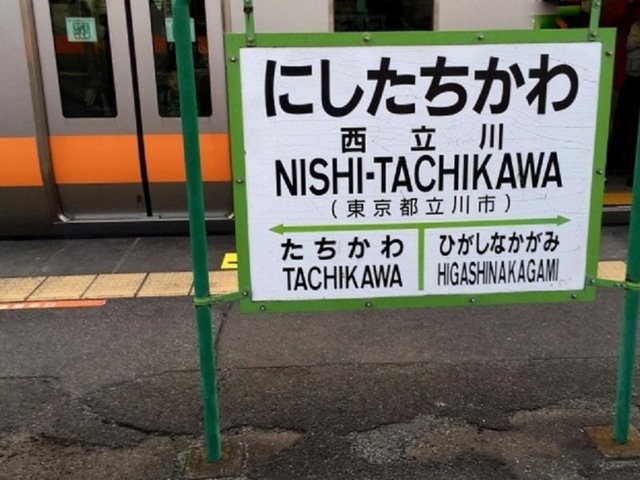 にしたちかわ
西立川
NISHI-TACHIKAWA
(東京都立川市)
たちかわ ひがしなかがみ
TACHIKAWA HIGASHINAKAGAMI